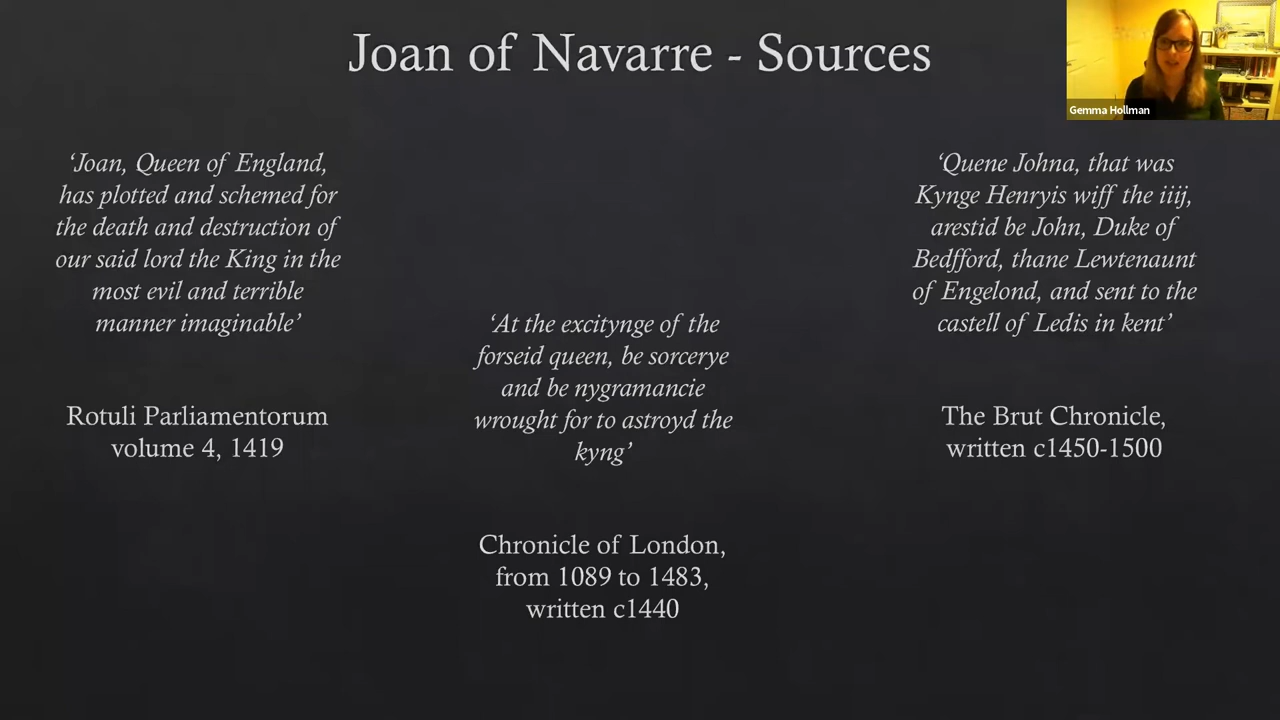 Joan of Navarre - Sources
Gemma Hollman
‘Joan, Queen of England,
has plotted and schemed for
the death and destruction of
our said lord the King in the
most evil and terrible
manner imaginable’
Rotuli Parliamentorum
volume 4, 1419
‘At the excitynge of the
forseid queen, be sorcerye
and be nygramancie
wrought for to astroyd the
kyng’
Chronicle of London,
from 1089 to 1483,
written c1440
‘Quene Johna, that was
Kynge Henryis wiff the iiij,
arestid be John, Duke of
Bedfford, thane Lewtenaunt
of Engelond, and sent to the
castell of Ledis in kent’
The Brut Chronicle,
written c1450-1500